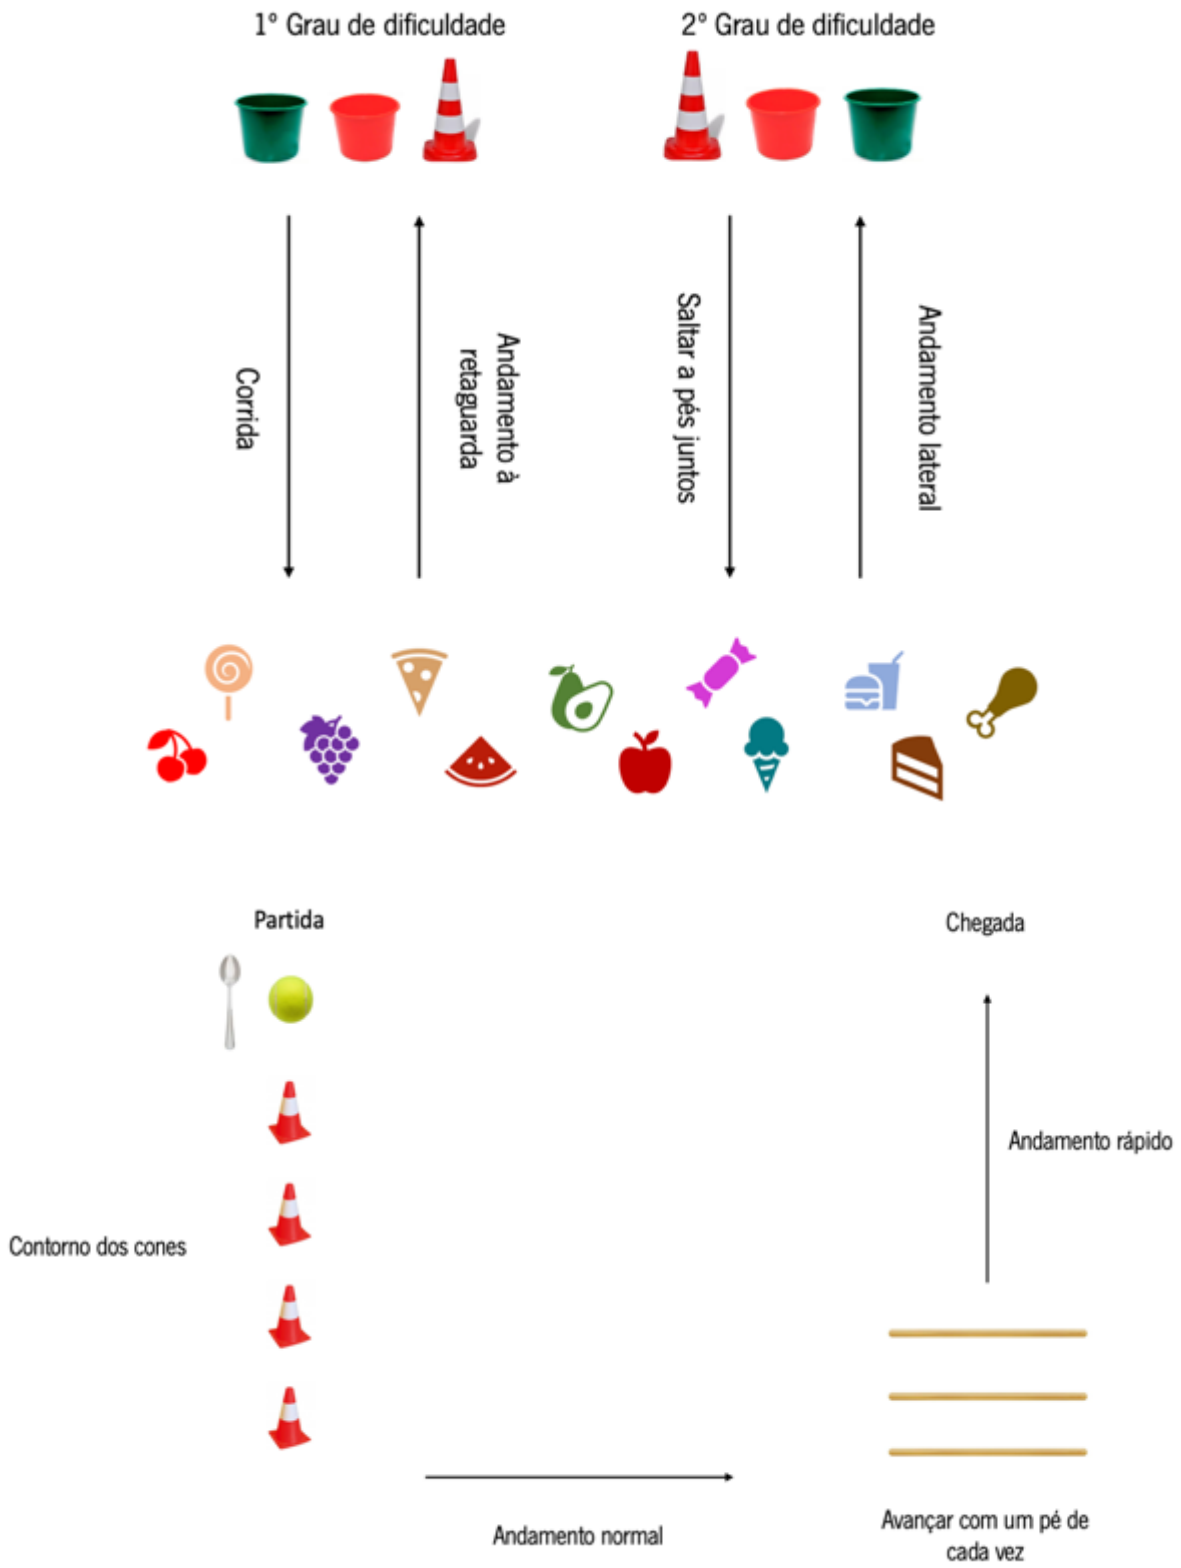 1° Grau de dificuldade
2° Grau de dificuldade
Corrida
Andamento à
retaguarda
Saltar a pés juntos
Andamento lateral
Partida
Chegada
Andamento rápido
Contorno dos cones
Andamento normal
Avançar com um pé de
cada vez